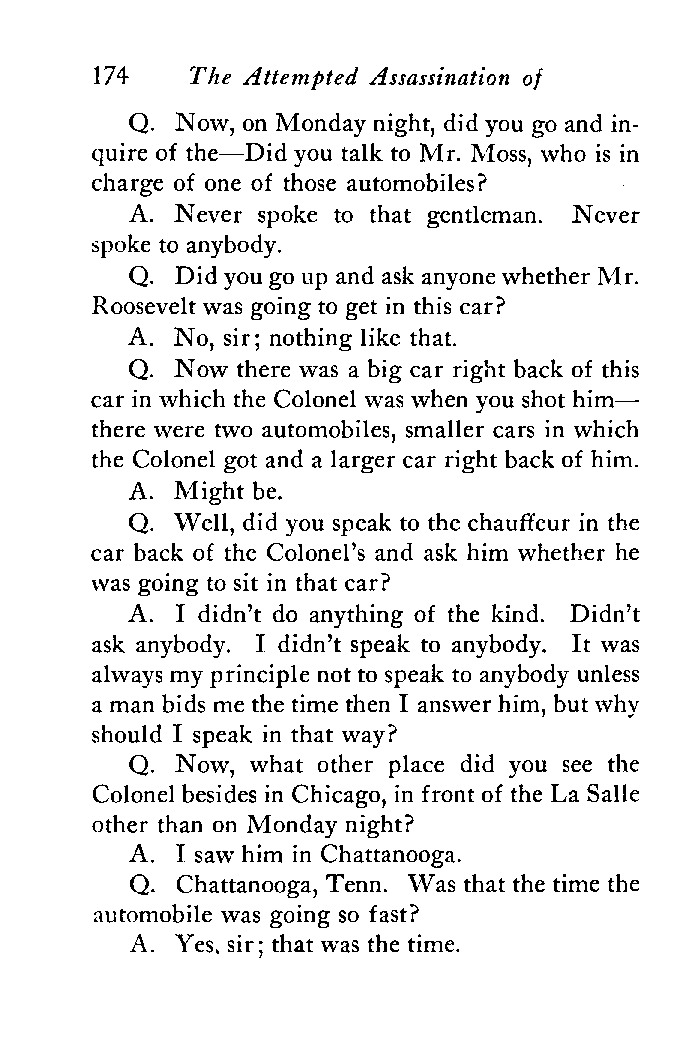 174 The Attempted Assassination of
Q. Now, on Monday night, did you go and in-
quire of the—Did you talk to Mr. Moss, who is in
charge of one of those automobiles?
A. Never spoke to that gentleman. Never
spoke to anybody.
Q. Did you go up and ask anyone whether Mr.
Roosevelt was going to get in this car?
A. No, sir; nothing like that.
Q. Now there was a big car right back of this
car in which the Colonel was when you shot him—
there were two automobiles, smaller cars in which
the Colonel got and a larger car right back of him.
A. Might be.
Q. Well, did you speak to the chauffeur in the
car back of the Colonel's and ask him whether he
was going to sit in that car?
A. I didn't do anything of the kind. Didn't
ask anybody. I didn't speak to anybody. It was
always my principle not to speak to anybody unless
a man bids me the time then I answer him, but why
should I speak in that way?
Q. Now, what other place did you see the
Colonel besides in Chicago, in front of the La Salle
other than on Monday night?
A. I saw him in Chattanooga.
Q. Chattanooga, Tenn. Was that the time the
automobile was going so fast?
A. Yes, sir; that was the time.